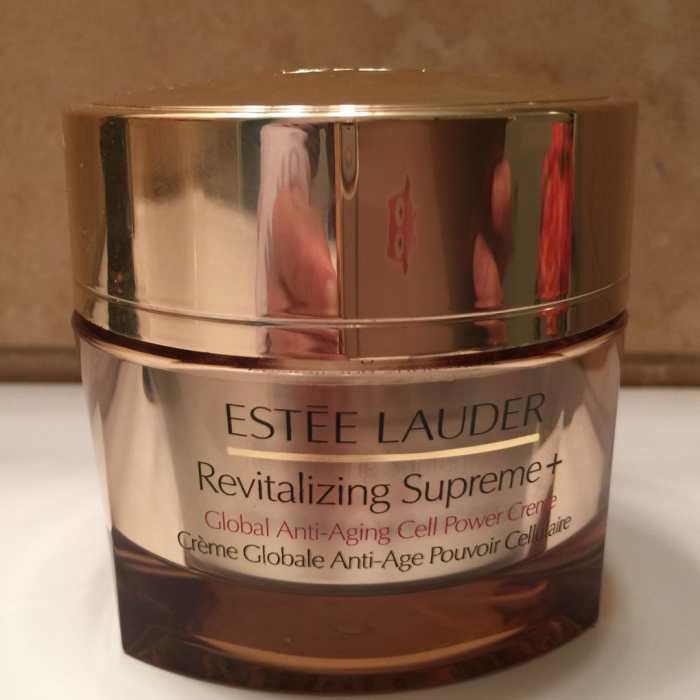 ESTĒE LAUDER
Revitalizing Supreme+
Global Anti-Aging Cell Power Creme
Crème Globale Anti-Age Pouvoir Cellulaire